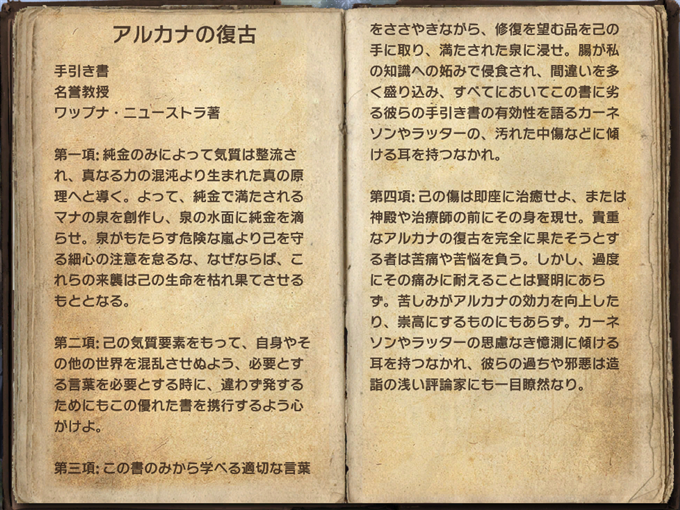 アルカナの復古
手引き書
名誉教授
ワップナ・ニューストラ著
第一項: 純金のみによって気質は整流さ
れ、真なる力の混沌より生まれた真の原
理へと導く。よって、純金で満たされる
マナの泉を創作し、泉の水面に純金を滴
らせ。泉がもたらす危険な嵐より己を守
る細心の注意を怠るな、なぜならば、こ
れらの来襲は己の生命を枯れ果てさせる
もととなる。
第二項: 己の気質要素をもって、自身やそ
の他の世界を混乱させぬよう、必要とす
る言葉を必要とする時に、違わず発する
ためにもこの優れた書を携行するよう心
がけよ。
第三項: この書のみから学べる適切な言葉
をささやきながら、修復を望む品を己の
手に取り、満たされた泉に浸せ。腸が私
の知識への妬みで侵食され、間違いを多
く盛り込み、すべてにおいてこの書に劣
る彼らの手引き書の有効性を語るカーネ
ソンやラッターの、汚れた中傷などに傾
ける耳を持つなかれ。
第四項: 己の傷は即座に治癒せよ、または
神殿や治療師の前にその身を現せ。貴重
なアルカナの復古を完全に果たそうとす
る者は苦痛や苦悩を負う。しかし、過度
にその痛みに耐えることは賢明にあら
ず。苦しみがアルカナの効力を向上した
り、崇高にするものにもあらず。カーネ
ソンやラッターの思慮なき憶測に傾ける
耳を持つなかれ、彼らの過ちや邪悪は造
詣の浅い評論家にも一目瞭然なり。